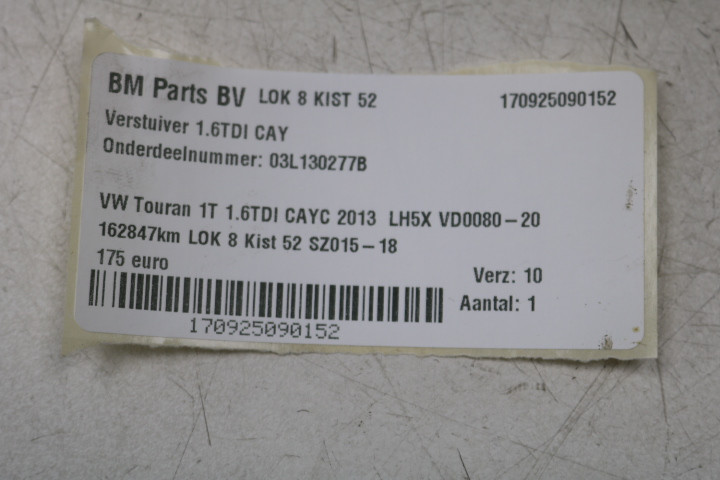 BM Parts BV LOK 8 KIST 52 170925090152
Verstuiver 1.6TDI CAY
Onderdeelnummer: 03L130277B
VW Touran 1T 1.6TDI CAYC 2013 LH5X VD0080-20
162847km LOK 8 Kist 52 SZ015-18
175 euro Verz: 10
Aantal: 1
170925090152